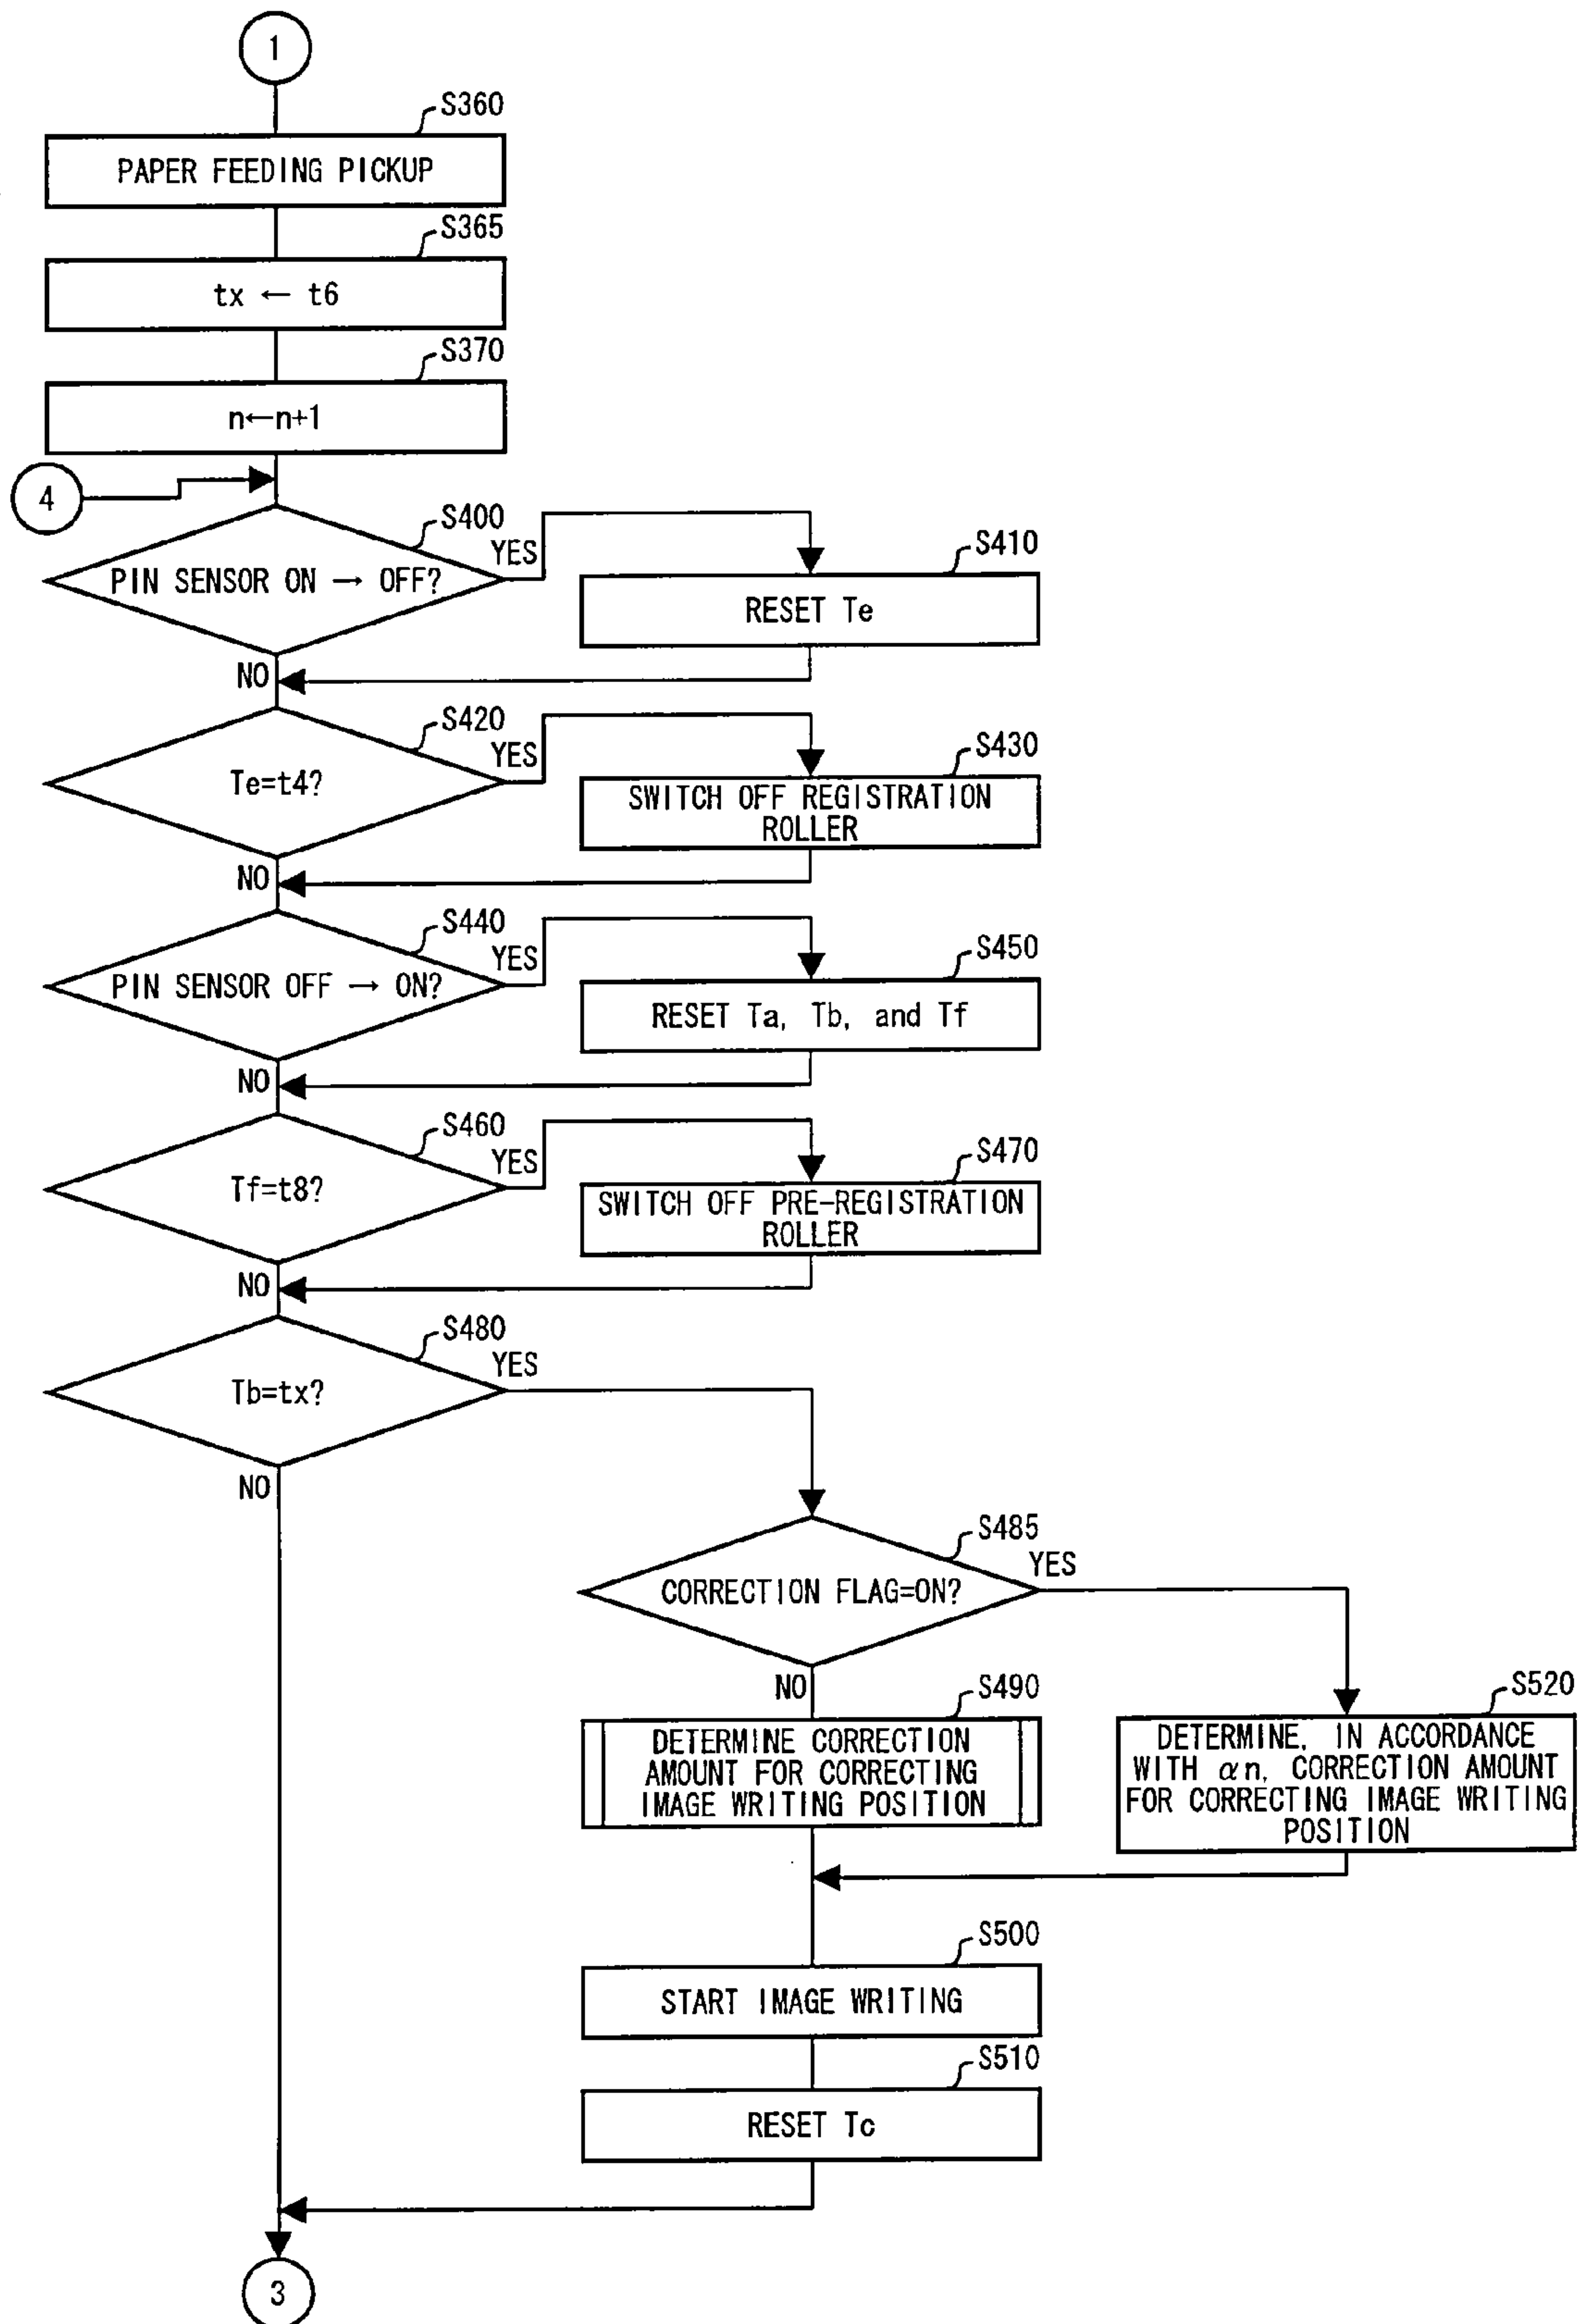 1
S360
PAPER FEEDING PICKUP
S365
tx ← t6
S370
n←n+1
4
S400
PIN SENSOR ON → OFF?
YES
S410
RESET Te
NO
S420
Te=t4?
YES
S430
SWITCH OFF REGISTRATION
ROLLER
NO
S440
PIN SENSOR OFF → ON?
YES
S450
RESET Ta, Tb, and Tf
NO
S460
Tf=t8?
YES
S470
SWITCH OFF PRE-REGISTRATION
ROLLER
NO
S480
Tb=tx?
YES
NO
S485
CORRECTION FLAG=ON?
YES
NO
S490
DETERMINE CORRECTION
AMOUNT FOR CORRECTING
IMAGE WRITING POSITION
S520
DETERMINE, IN ACCORDANCE
WITH αn, CORRECTION AMOUNT
FOR CORRECTING IMAGE WRITING
POSITION
S500
START IMAGE WRITING
S510
RESET Tc
3